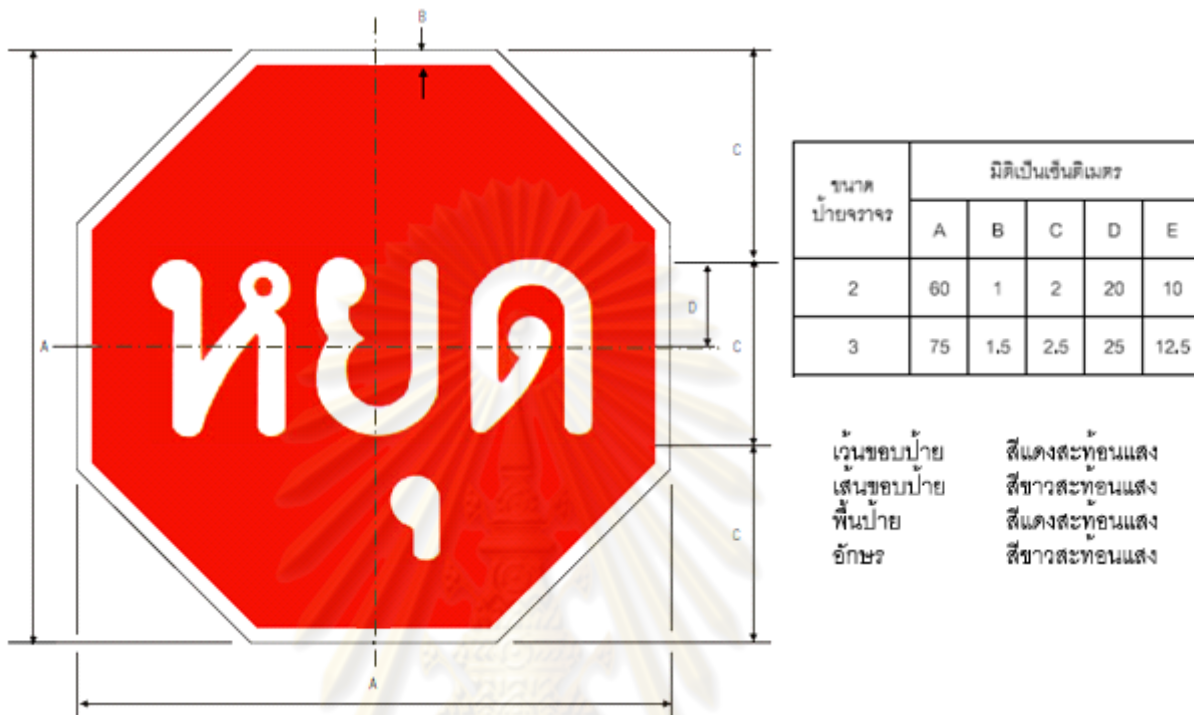 B
C
A
D
C
หยุด
C
A
ขนาด
ป้ายจราจร
มิติเป็นเซ็นติเมตร
A B C D E
2 60 1 2 20 10
3 75 1.5 2.5 25 12.5
เว้นขอบป้าย สีแดงสะท้อนแสง
เส้นขอบป้าย สีขาวสะท้อนแสง
พื้นป้าย สีแดงสะท้อนแสง
อักษร สีขาวสะท้อนแสง